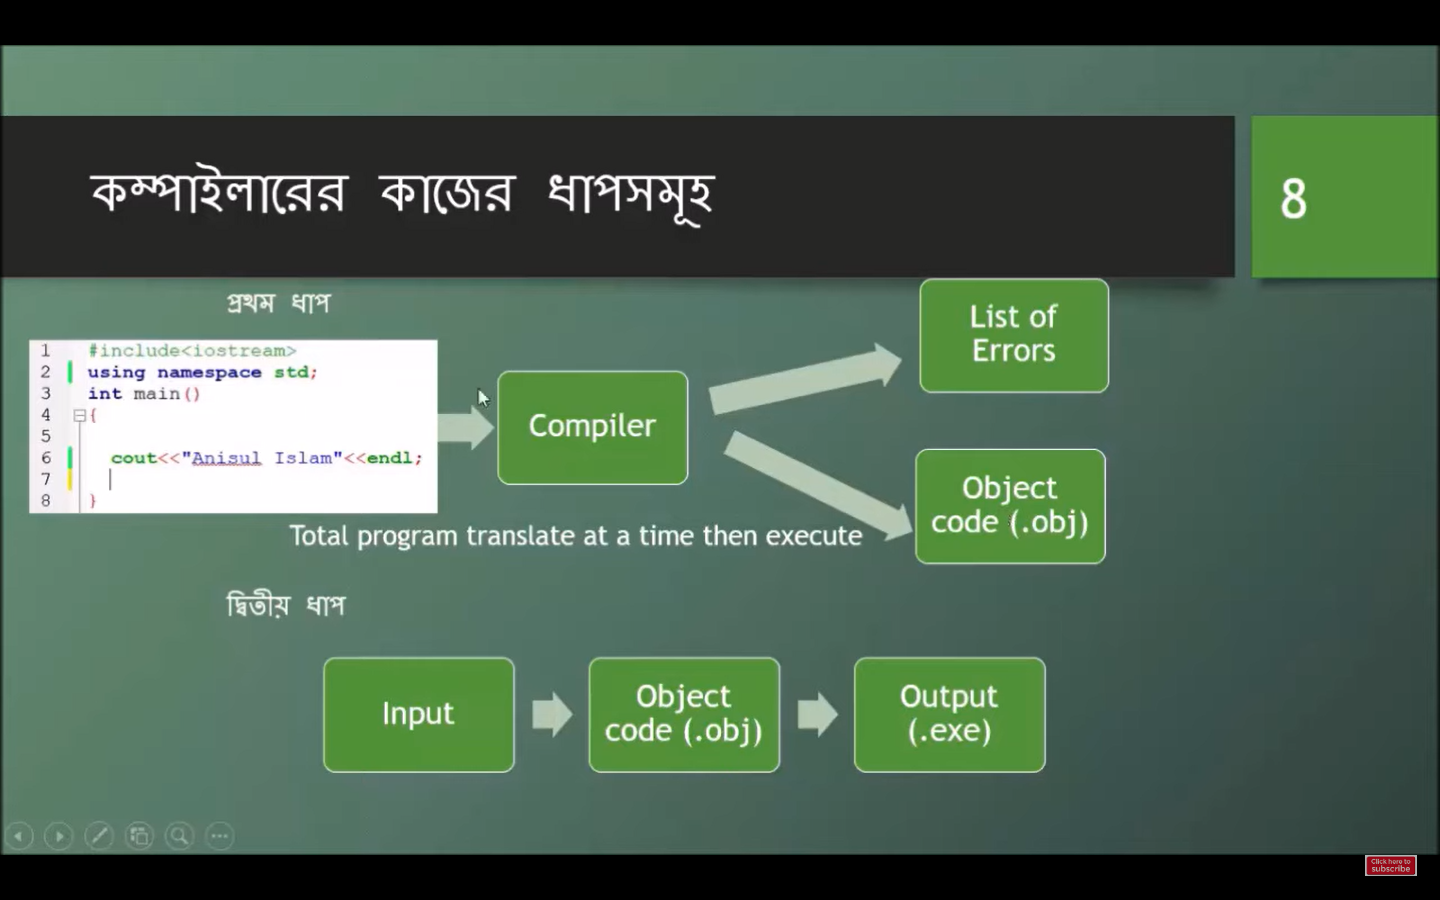 কম্পাইলারের কাজের ধাপসমূহ
8
প্রথম ধাপ
1 #include<iostream>
2 using namespace std;
3 int main()
4 {
5
6 cout<<"Anisul Islam"<<endl;
7
8 }
Compiler
List of
Errors
Object
code (.obj)
Total program translate at a time then execute
দ্বিতীয় ধাপ
Input
Object
code (.obj)
Output
(.exe)
Click here to
subscribe